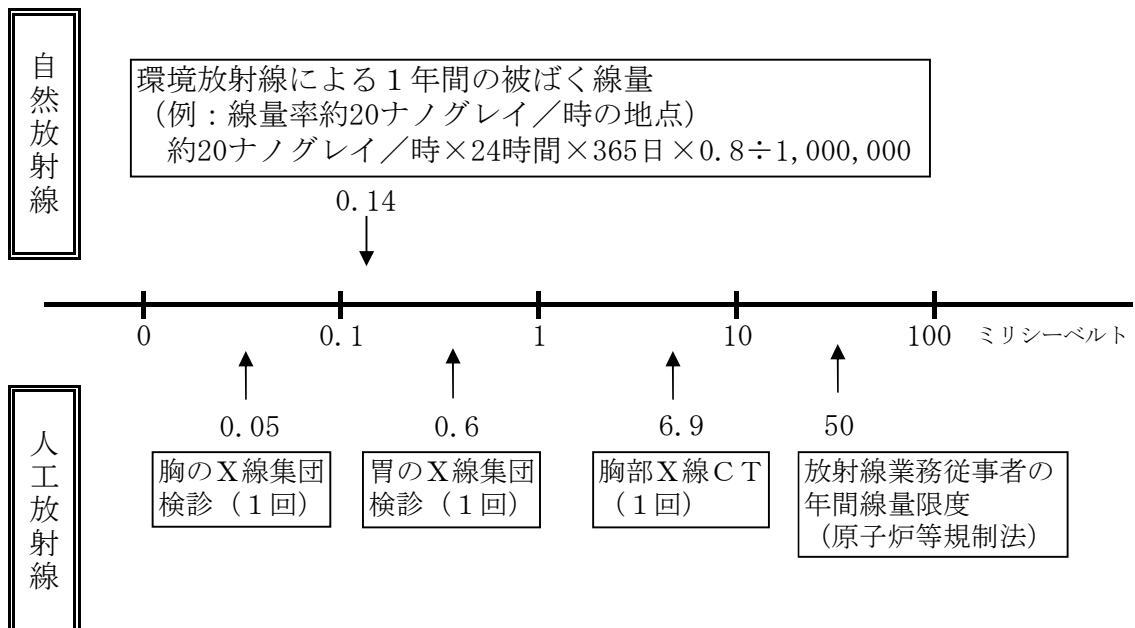 自然放射線
環境放射線による１年間の被ばく線量
（例：線量率約20ナノグレイ／時の地点）
約20ナノグレイ／時×24時間×365日×0.8÷1,000,000
0.14
0 0.1 1 10 100 ミリシーベルト
人工放射線
0.05 0.6 6.9 50
胸のＸ線集団
検診（１回）
胃のＸ線集団
検診（１回）
胸部Ｘ線ＣＴ
（１回）
放射線業務従事者の
年間線量限度
（原子炉等規制法）